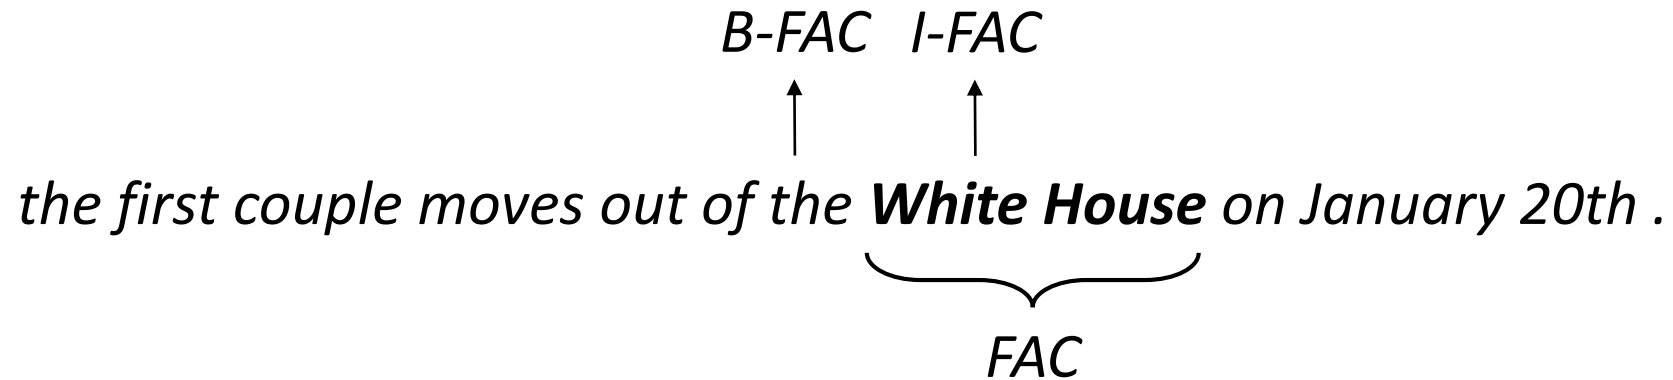 B-FAC I-FAC
the first couple moves out of the White House on January 20th .
FAC